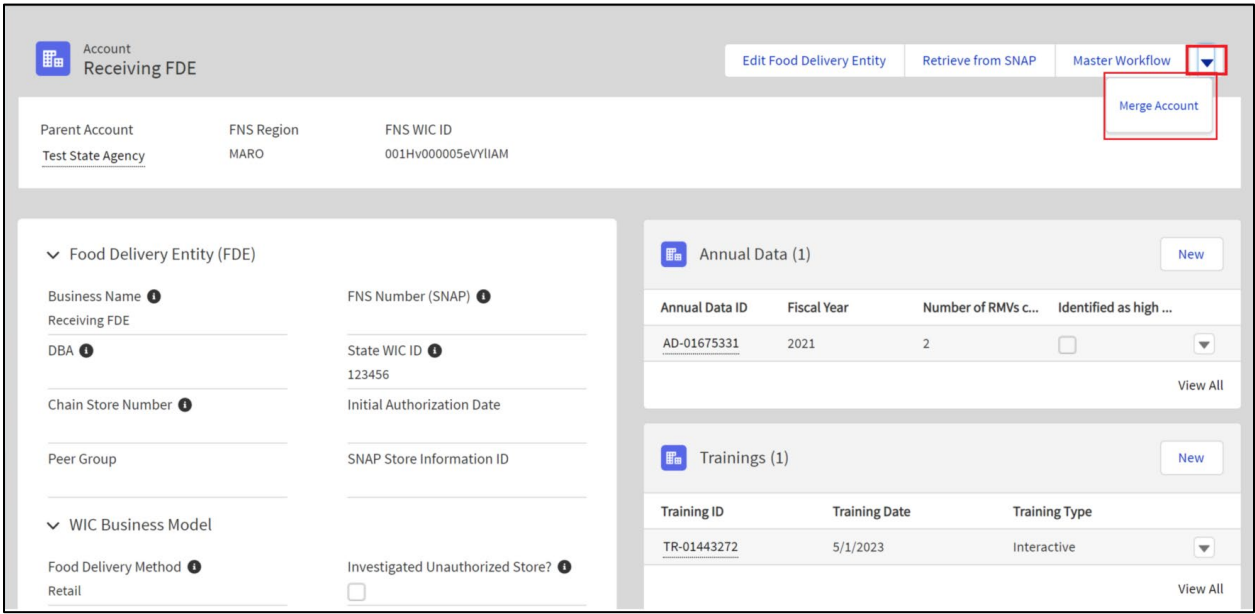 Account
Receiving FDE
Edit Food Delivery Entity
Retrieve from SNAP
Master Workflow
Merge Account
Parent Account
FNS Region
FNS WIC ID
Test State Agency
MARO
001Hv000005eVYlIAM
Food Delivery Entity (FDE)
Business Name
FNS Number (SNAP)
Receiving FDE
DBA
State WIC ID
123456
Chain Store Number
Initial Authorization Date
Peer Group
SNAP Store Information ID
WIC Business Model
Food Delivery Method
Investigated Unauthorized Store?
Retail
Annual Data (1)
New
Annual Data ID
Fiscal Year
Number of RMVs c...
Identified as high ...
AD-01675331
2021
2
View All
Trainings (1)
New
Training ID
Training Date
Training Type
TR-01443272
5/1/2023
Interactive
View All